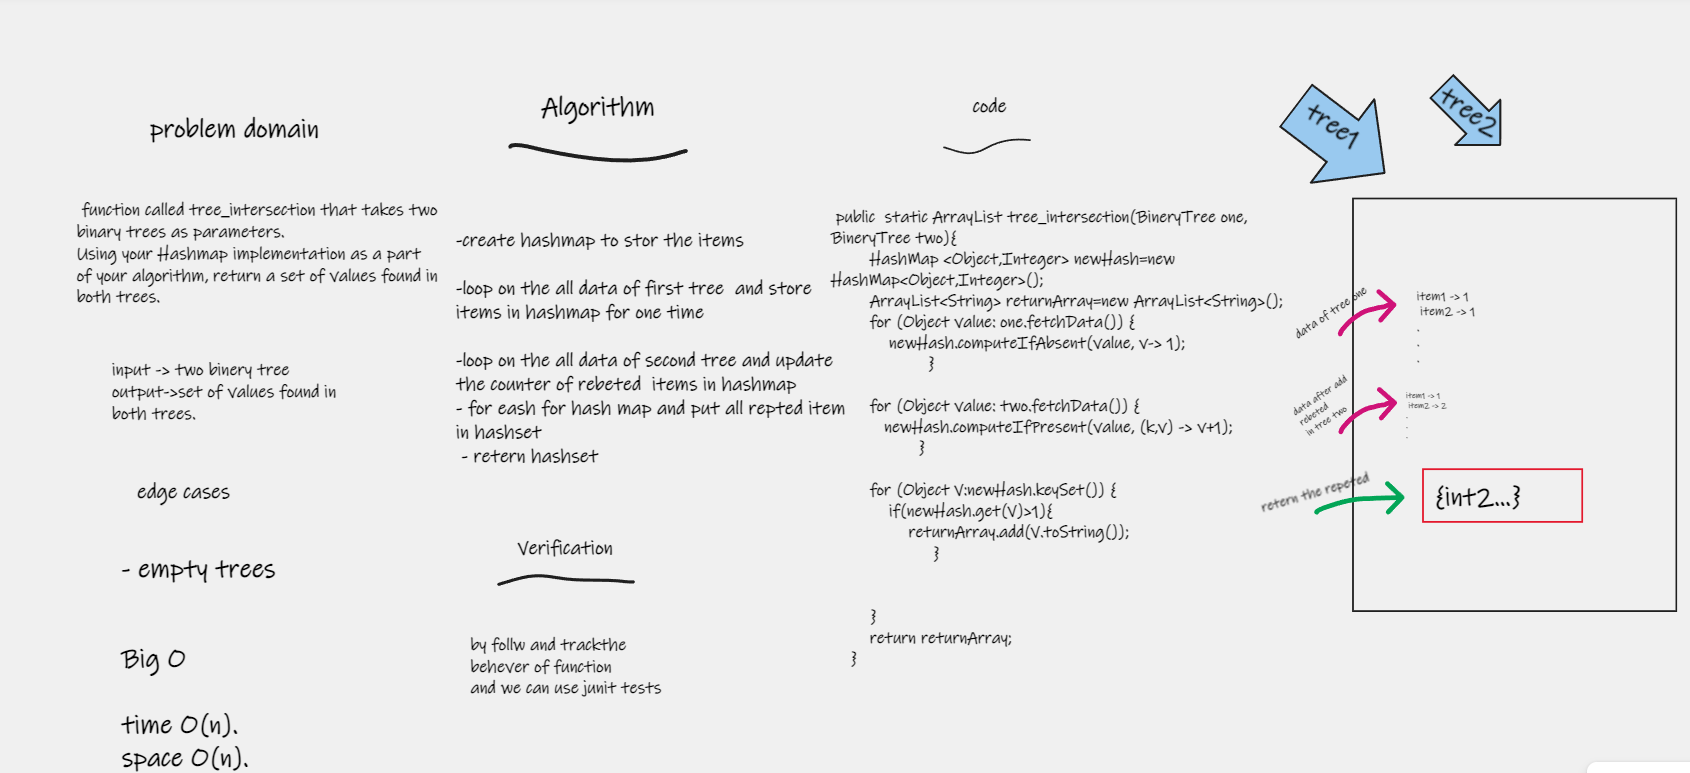 problem domain
function called tree_intersection that takes two
binary trees as parameters.
Using your Hashmap implementation as a part
of your algorithm, return a set of values found in
both trees.
input -> two binary tree
output->set of values found in
both trees.
edge cases
- empty trees
Big O
time O(n).
space O(n).
Algorithm
-create hashmap to stor the items
-loop on the all data of first tree and store
items in hashmap for one time
-loop on the all data of second tree and update
the counter of rebeted items in hashmap
- for eash for hash map and put all repted item
in hashset
- retern hashset
Verification
by follw and trackthe
behever of function
and we can use junit tests
code
public static ArrayList tree_intersection(BineryTree one,
BineryTree two){
HashMap <Object,Integer> newHash=new
HashMap<Object,Integer>();
ArrayList<String> returnArray=new ArrayList<String>();
for (Object value: one.fetchData()) {
newHash.computeIfAbsent(value, v-> 1);
}
for (Object value: two.fetchData()) {
newHash.computeIfPresent(value, (k,v) -> v+1);
}
for (Object V:newHash.keySet()) {
if(newHash.get(V)>1){
returnArray.add(V.toString());
}
}
return returnArray;
}
tree1
tree2
data of tree one
item1 -> 1
item2 -> 1
.
.
.
data after add
rebeted
in tree two
item1 -> 1
item2 -> 2
.
.
.
retern the repeted
{int2...}